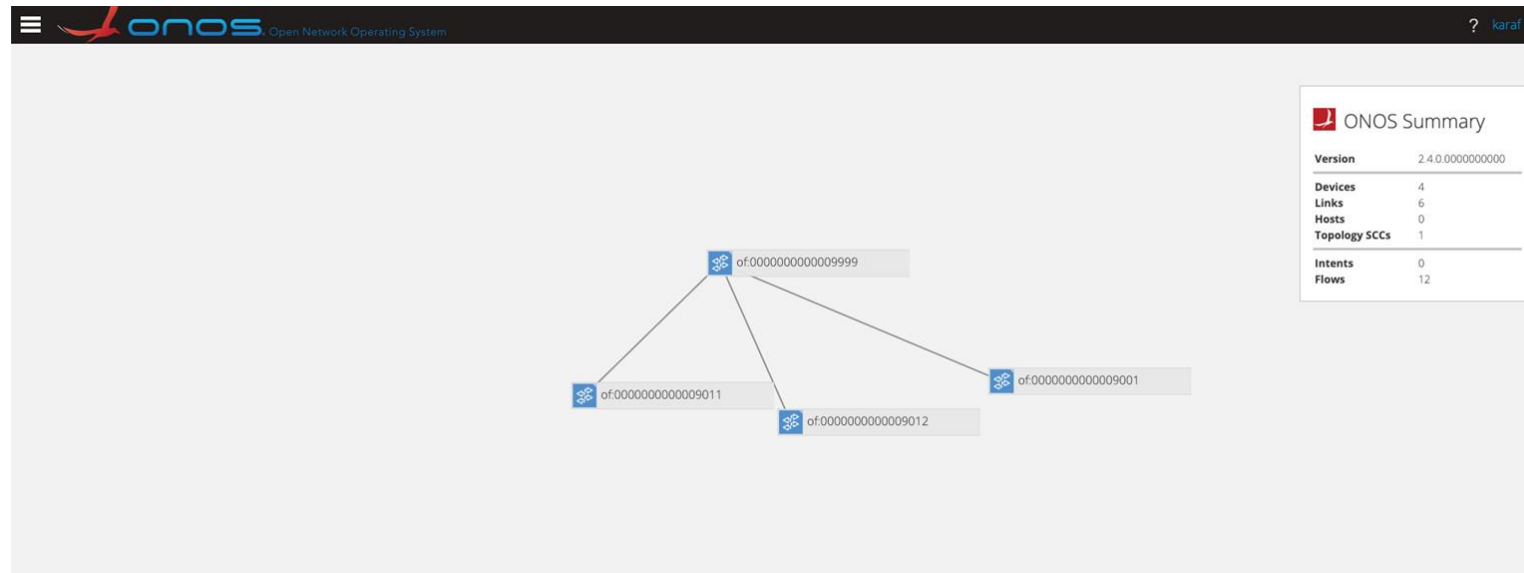 onos. Open Network Operating System
? karaf
ONOS Summary
Version 2.4.0.0000000000
Devices 4
Links 6
Hosts 0
Topology SCCs 1
Intents 0
Flows 12
of:0000000000009999
of:0000000000009001
of:0000000000009011
of:0000000000009012